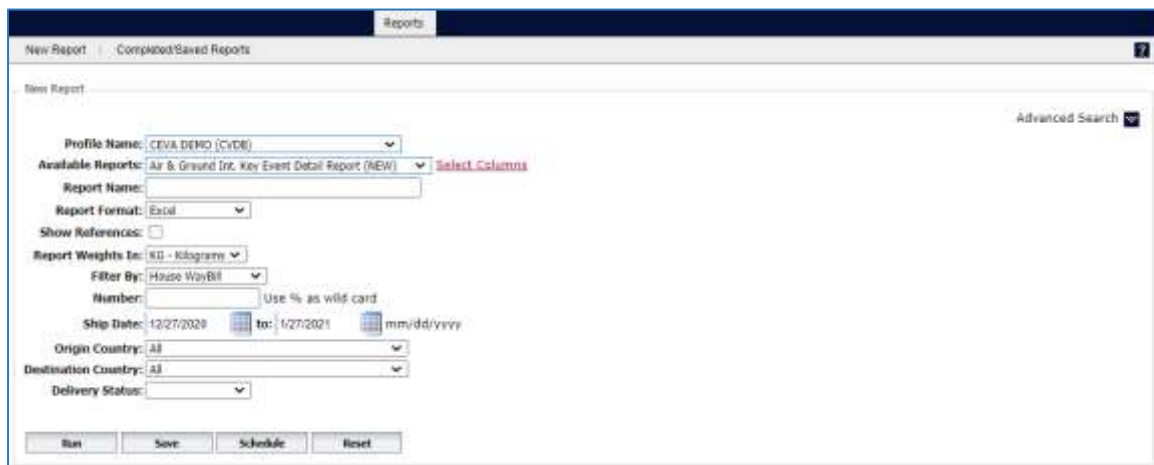 Reports
New Report | Completed/Saved Reports
?
New Report
Advanced Search
Profile Name: CEVA DEMO (CVDB)
Available Reports: Air & Ground Int. Key Event Detail Report (NEW) Select Columns
Report Name:
Report Format: Excel
Show References:
Report Weights In: KG - Kilograms
Filter By: House WayBill
Number: Use % as wild card
Ship Date: 12/27/2020 to: 1/27/2021 mm/dd/yyyy
Origin Country: All
Destination Country: All
Delivery Status:
Run Save Schedule Reset